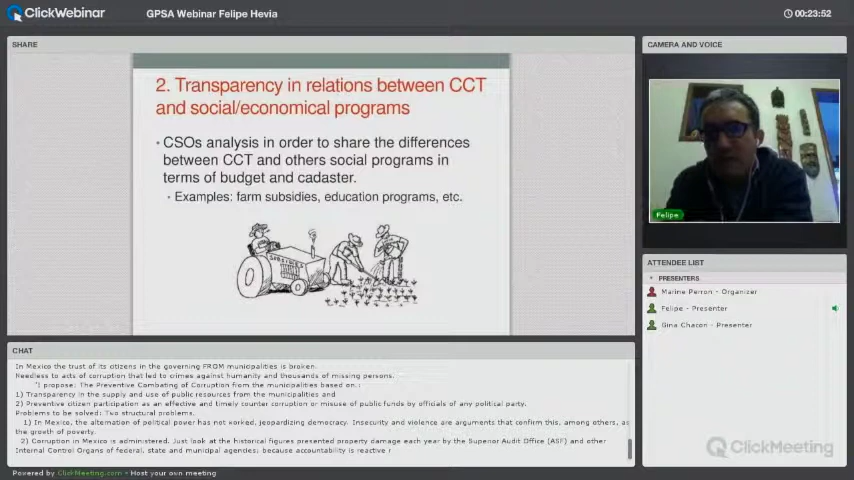 ClickWebinar
GPSA Webinar Felipe Hevia
00:23:52
SHARE
2. Transparency in relations between CCT
and social/economical programs
• CSOs analysis in order to share the differences
between CCT and others social programs in
terms of budget and cadaster.
• Examples: farm subsidies, education programs, etc.
CAMERA AND VOICE
Felipe
ATTENDEE LIST
PRESENTERS
Marine Perron - Organizer
Felipe - Presenter
Gina Chacon - Presenter
CHAT
In Mexico the trust of its citizens in the governing FROM municipalities is broken.
Needless to acts of corruption that led to crimes against humanity and thousands of missing persons.
"I propose: The Preventive Combating of Corruption from the municipalities based on.:
1) Transparency in the supply and use of public resources from the municipalities and
2) Preventive citizen participation as an effective and timely counter corruption or misuse of public funds by officials of any political party.
Problems to be solved: Two structural problems.
1) In Mexico, the alternation of political power has not worked, jeopardizing democracy. Insecurity and violence are arguments that confirm this, among others, as
the growth of poverty.
2) Corruption in Mexico is administered. Just look at the historical figures presented property damage each year by the Superior Audit Office (ASF) and other
Internal Control Organs of federal, state and municipal agencies; because accountability is reactive r
ClickMeeting
Powered by ClickMeeting.com • Host your own meeting